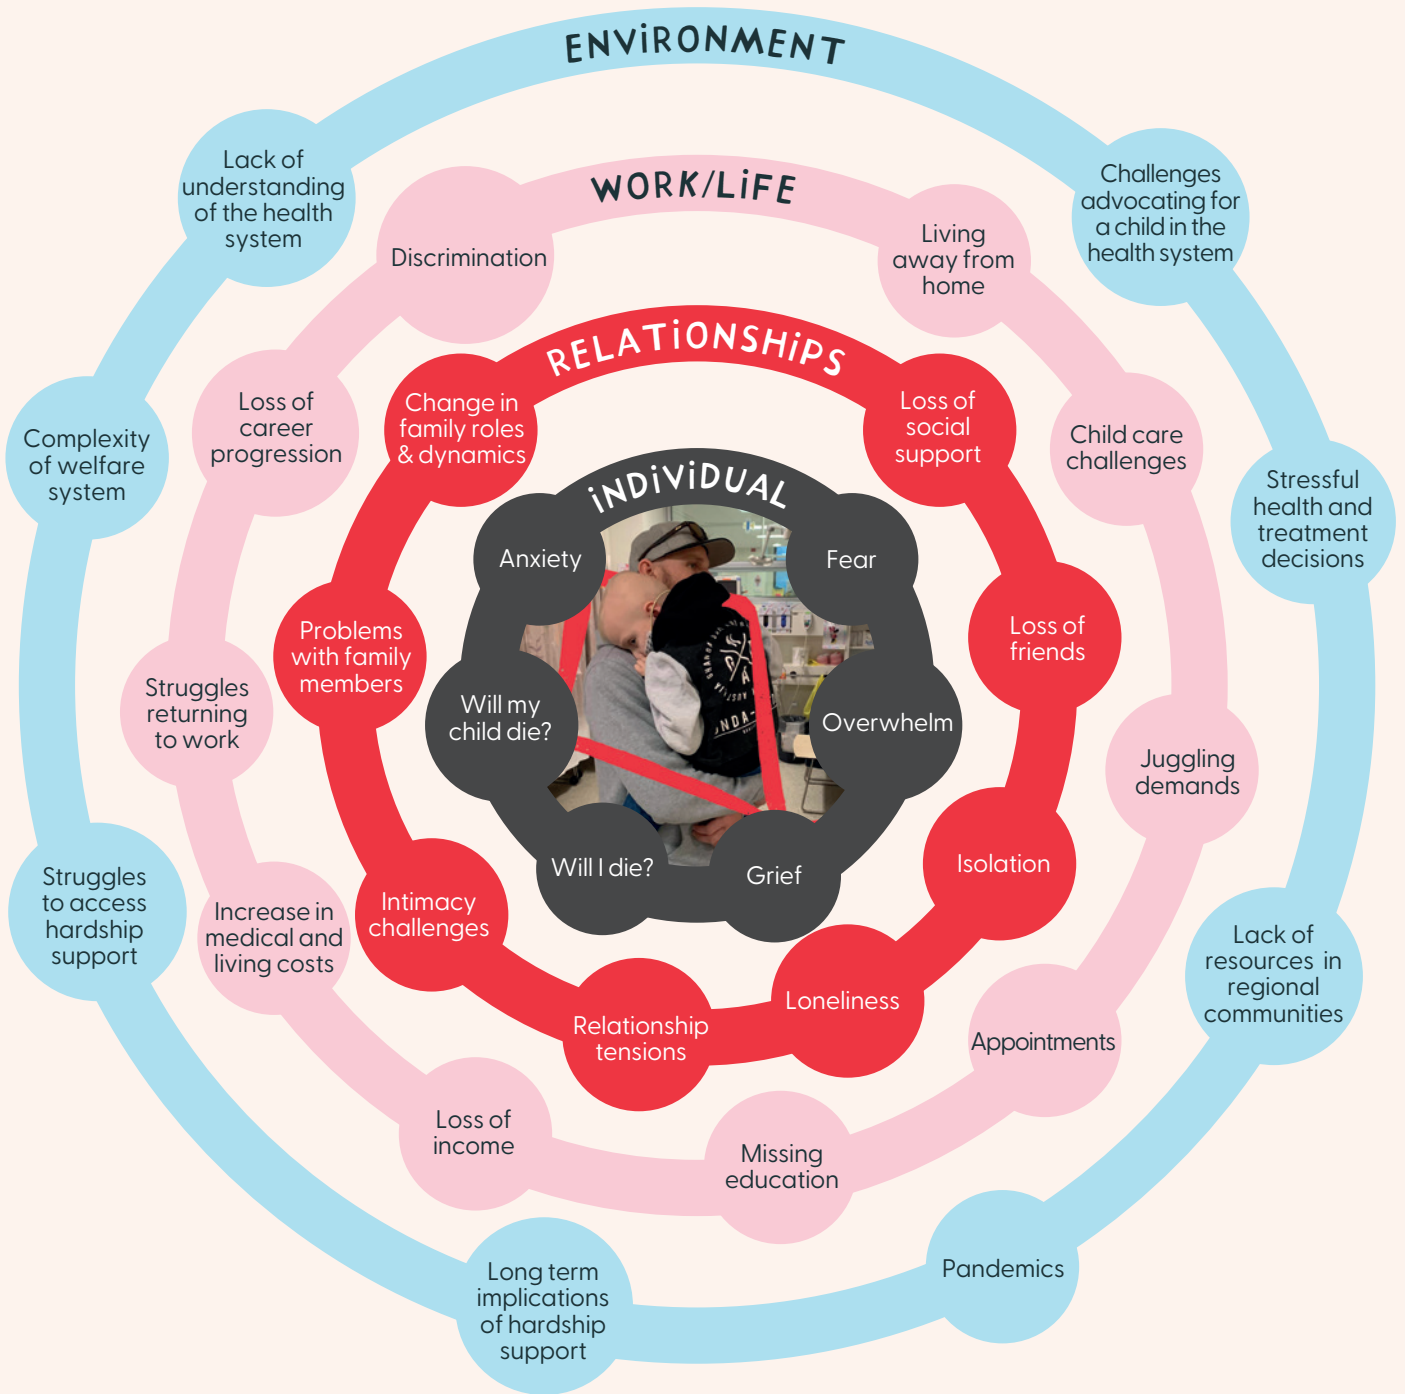 ENViRONMENT
Lack of
understanding
of the health
system
Challenges
advocating for
a child in the
health system
Stressful
health and
treatment
decisions
Lack of
resources in
regional
communities
Pandemics
Long term
implications
of hardship
support
Struggles
to access
hardship
support
Complexity
of welfare
system
WORK/LiFE
Discrimination
Living
away from
home
Child care
challenges
Juggling
demands
Appointments
Missing
education
Loss of
income
Increase in
medical and
living costs
Struggles
returning
to work
Loss of
career
progression
RELATiONSHiPS
Change in
family roles
& dynamics
Loss of
social
support
Loss of
friends
Isolation
Loneliness
Relationship
tensions
Intimacy
challenges
Problems
with family
members
iNDiViDUAL
Anxiety
Fear
Overwhelm
Grief
Will I die?
Will my
child die?